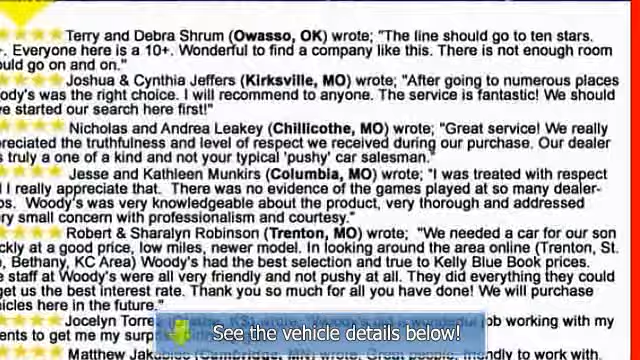 Terry and Debra Shrum (Owasso, OK) wrote; "The line should go to ten stars.
+. Everyone here is a 10+. Wonderful to find a company like this. There is not enough room
ould go on and on."
Joshua & Cynthia Jeffers (Kirksville, MO) wrote; "After going to numerous places
ody's was the right choice. I will recommend to anyone. The service is fantastic! We should
ve started our search here first!"
Nicholas and Andrea Leakey (Chillicothe, MO) wrote; "Great service! We really
reciated the truthfulness and level of respect we received during our purchase. Our dealer
s truly a one of a kind and not your typical 'pushy' car salesman."
Jesse and Kathleen Munkirs (Columbia, MO) wrote; "I was treated with respect
I really appreciate that. There was no evidence of the games played at so many dealer-
os. Woody's was very knowledgeable about the product, very thorough and addressed
ry small concern with professionalism and courtesy."
Robert & Sharalyn Robinson (Trenton, MO) wrote; "We needed a car for our son
ckly at a good price, low miles, newer model. In looking around the area online (Trenton, St.
, Bethany, KC Area) Woody's had the best selection and true to Kelly Blue Book prices.
e staff at Woody's were all very friendly and not pushy at all. They did everything they could
get us the best interest rate. Thank you so much for all you have done! We will purchase
icles here in the future."
Jocelyn Torre job working with my
ents to get me my surp
See the vehicle details below!
Matthew Jakobiec (Cambridge, MN) wrote, Great people, friendly to work with.